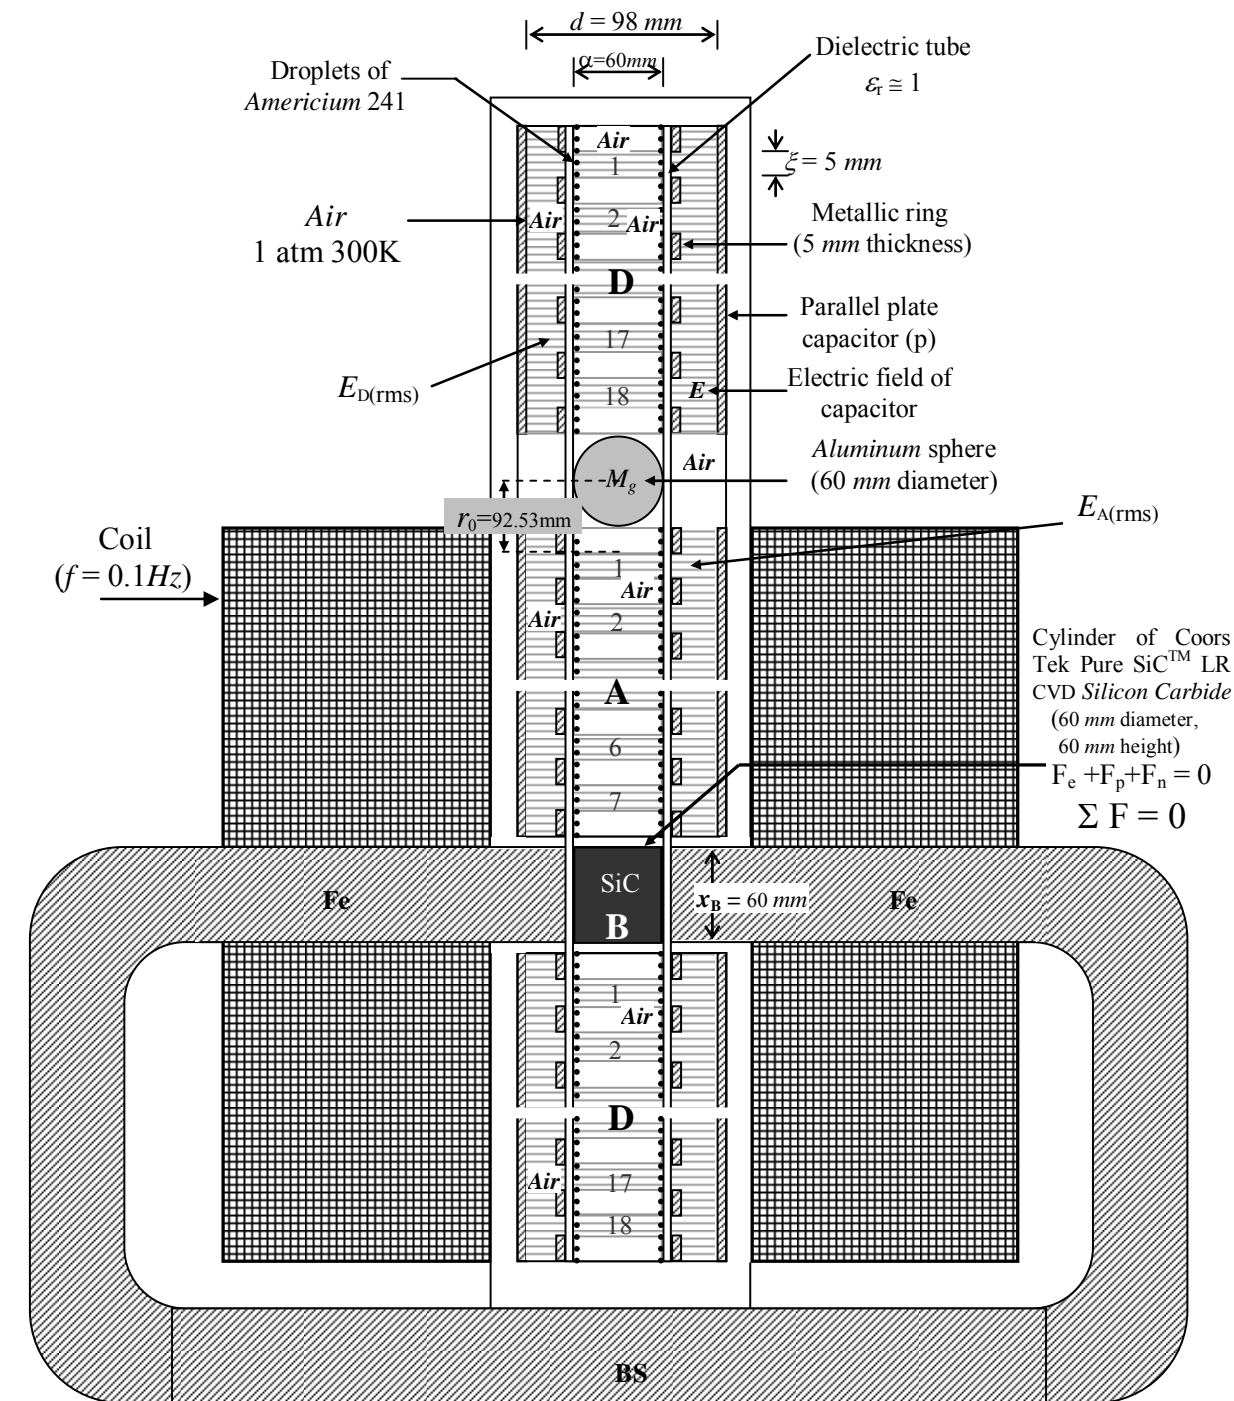 d = 98 mm
α=60mm
Droplets of
Americium 241
Dielectric tube
εr ≅ 1
Air
1
ξ = 5 mm
Air
1 atm 300K
Air
2
Air
Metallic ring
(5 mm thickness)
D
17
Parallel plate
capacitor (p)
ED(rms)
18
E
Electric field of
capacitor
Mg
Air
Aluminum sphere
(60 mm diameter)
r0=92.53mm
EA(rms)
Coil
(f = 0.1Hz)
1
Air
Air
2
Cylinder of Coors
Tek Pure SiC™ LR
CVD Silicon Carbide
(60 mm diameter,
60 mm height)
Fe +Fp+Fn = 0
Σ F = 0
A
6
7
Fe
SiC
B
xB = 60 mm
Fe
1
Air
2
D
Air
17
18
BS